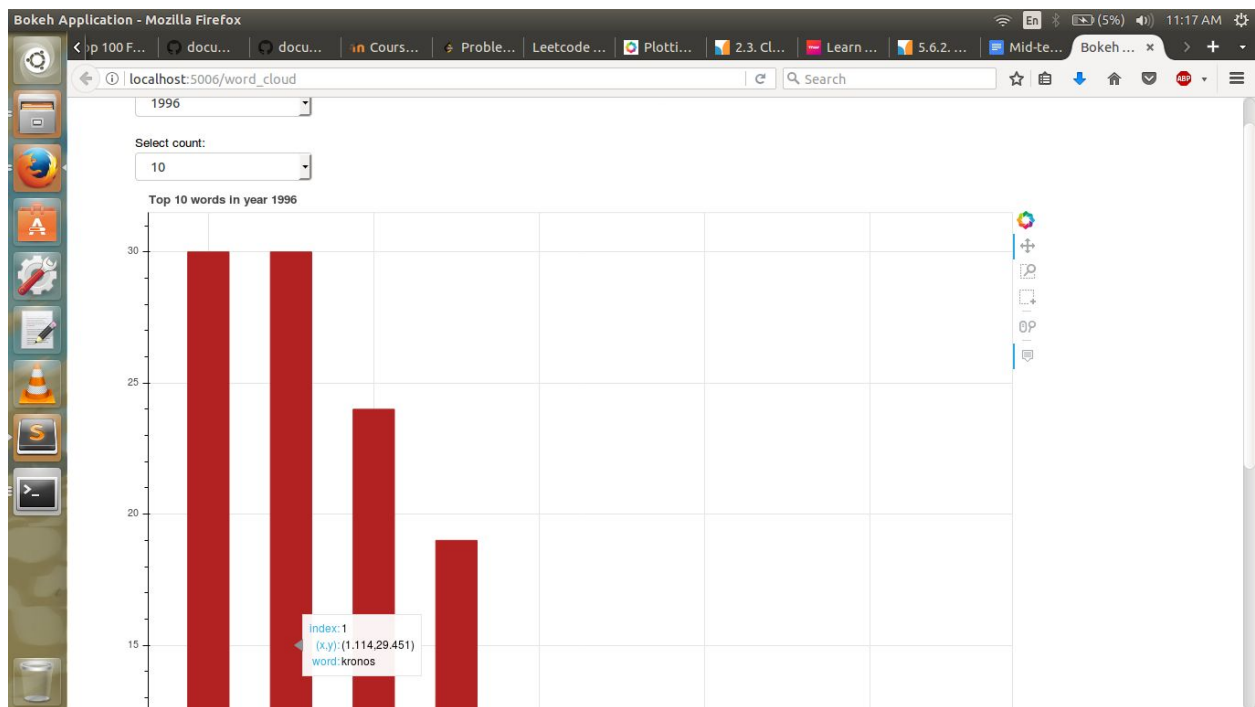 Bokeh Application - Mozilla Firefox
En (5%) 11:17 AM
op 100 F... docu... docu... Cours... Proble... Leetcode ... Plotti... 2.3. Cl... Learn ... 5.6.2. ... Mid-te... Bokeh ...
localhost:5006/word_cloud Search ABP
1996
Select count:
10
Top 10 words in year 1996
30
25
20
15
index: 1
(x,y): (1.114,29.451)
word: kronos